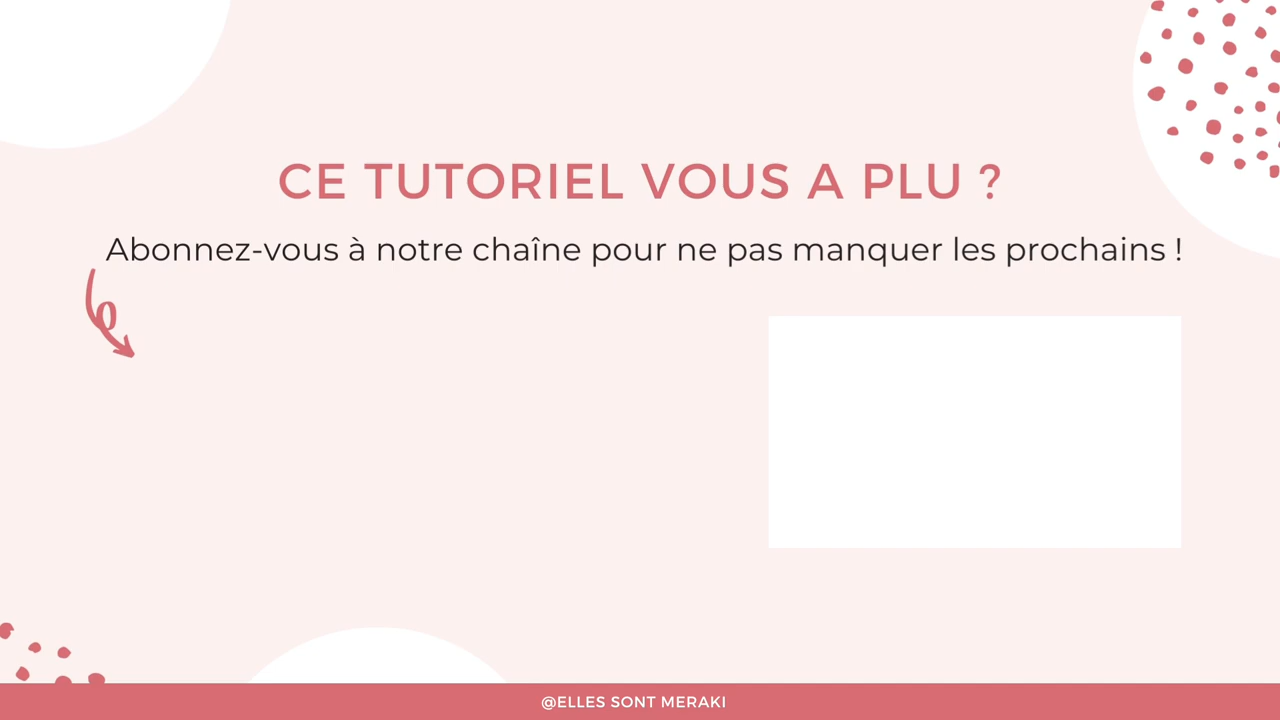 CE TUTORIEL VOUS A PLU ?
Abonnez-vous à notre chaîne pour ne pas manquer les prochains !
@ELLES SONT MERAKI